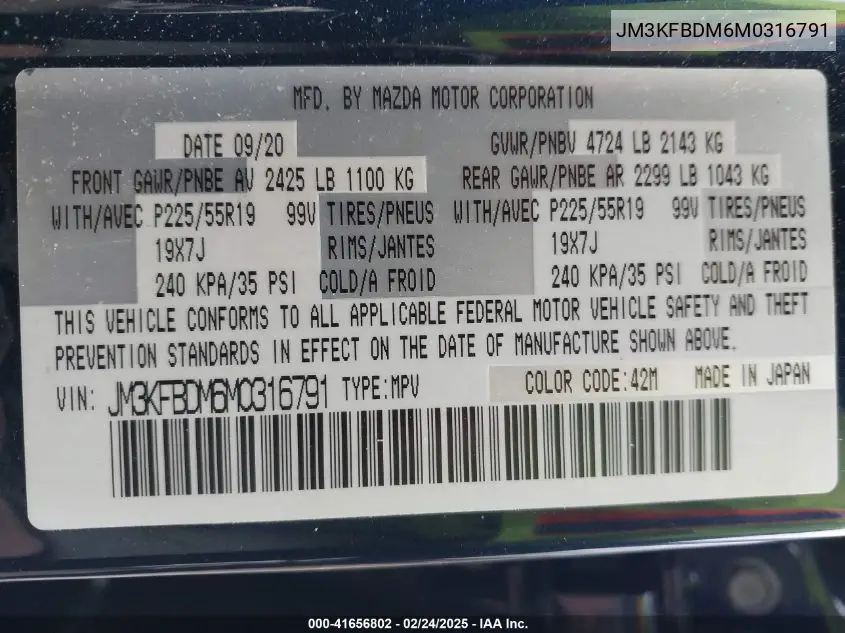 JM3KFBDM6M0316791
MFD. BY MAZDA MOTOR CORPORATION
DATE 09/20 GVWR/PNBV 4724 LB 2143 KG
FRONT GAWR/PNBE AV 2425 LB 1100 KG REAR GAWR/PNBE AR 2299 LB 1043 KG
WITH/AVEC P225/55R19 99V TIRES/PNEUS WITH/AVEC P225/55R19 99V TIRES/PNEUS
19X7J RIMS/JANTES 19X7J RIMS/JANTES
240 KPA/35 PSI COLD/A FROID 240 KPA/35 PSI COLD/A FROID
THIS VEHICLE CONFORMS TO ALL APPLICABLE FEDERAL MOTOR VEHICLE SAFETY AND THEFT
PREVENTION STANDARDS IN EFFECT ON THE DATE OF MANUFACTURE SHOWN ABOVE.
VIN: JM3KFBDM6M0316791 TYPE:MPV COLOR CODE:42M MADE IN JAPAN
000-41656802 - 02/24/2025 - IAA Inc.